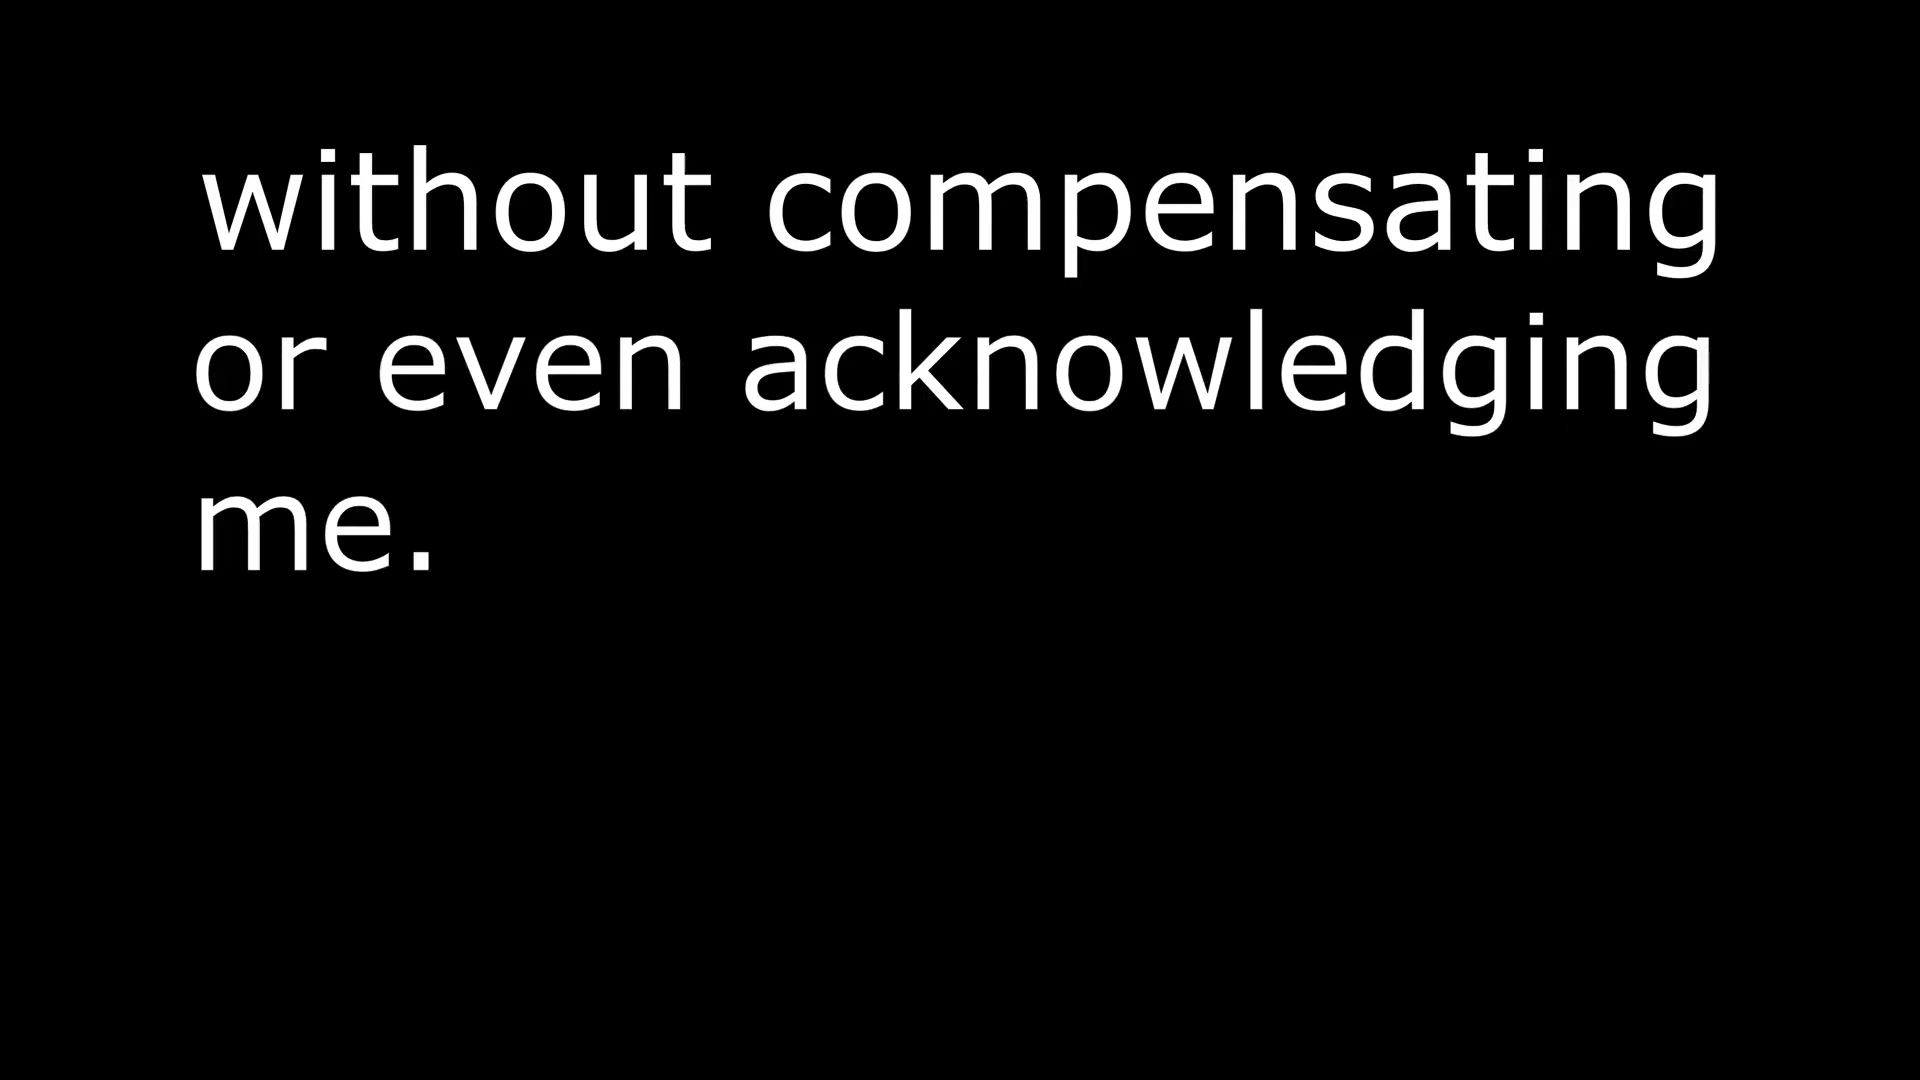 without compensating
or even acknowledging
me.